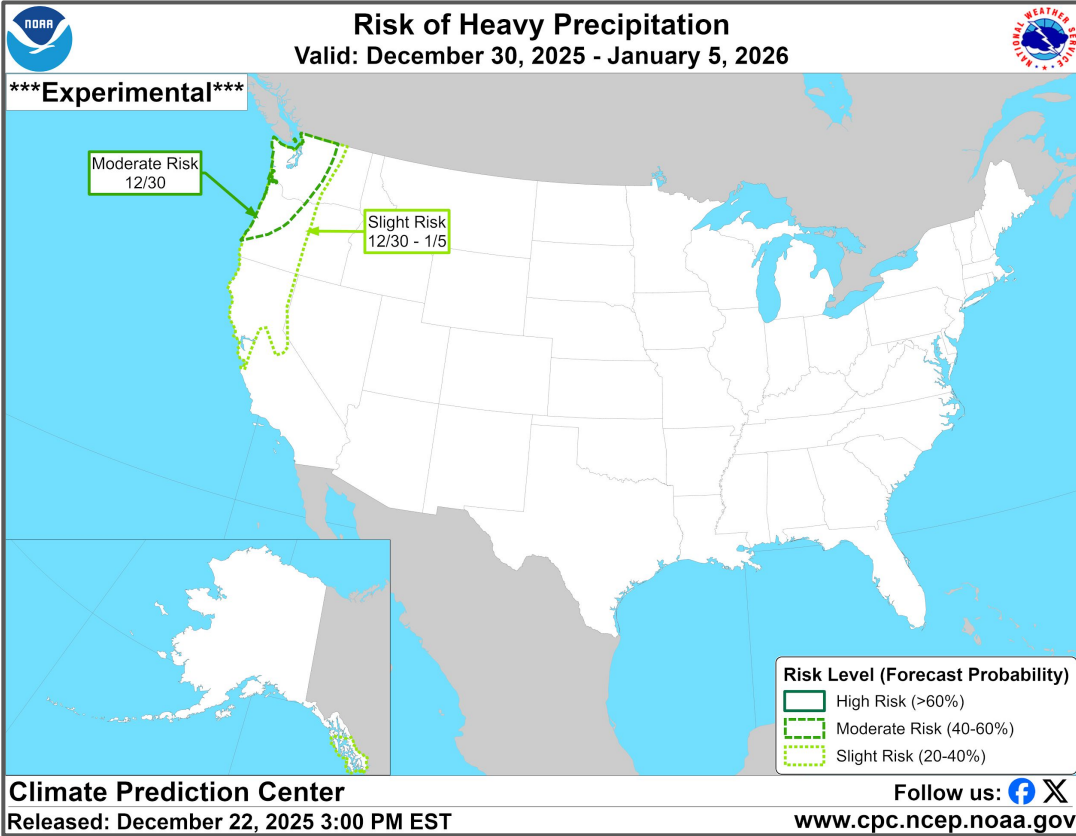 NOAA
Risk of Heavy Precipitation
Valid: December 30, 2025 - January 5, 2026
NATIONAL WEATHER SERVICE
***Experimental***
Moderate Risk
12/30
Slight Risk
12/30 - 1/5
Risk Level (Forecast Probability)
High Risk (>60%)
Moderate Risk (40-60%)
Slight Risk (20-40%)
Climate Prediction Center
Follow us:
Released: December 22, 2025 3:00 PM EST
www.cpc.ncep.noaa.gov